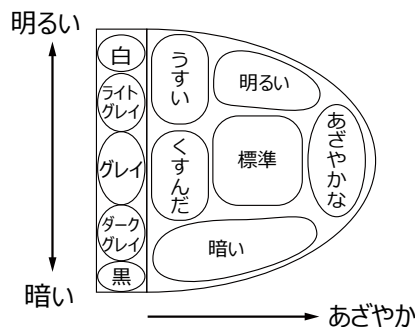 明るい
白
ライト
グレイ
グレイ
ダーク
グレイ
黒
暗い
うすい
明るい
くすんだ
標準
あざやかな
暗い
あざやか